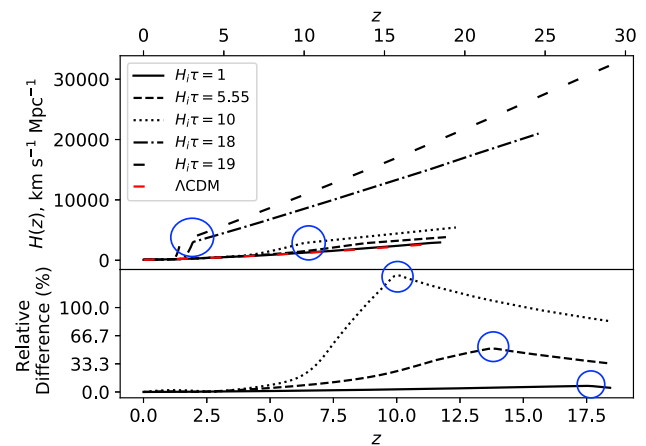 z
0 5 10 15 20 25 30
30000
20000
10000
0
H(z), km s⁻¹ Mpc⁻¹
H_iτ = 1
H_iτ = 5.55
H_iτ = 10
H_iτ = 18
H_iτ = 19
ΛCDM
100.0
66.7
33.3
0.0
Relative
Difference (%)
0.0 2.5 5.0 7.5 10.0 12.5 15.0 17.5
z